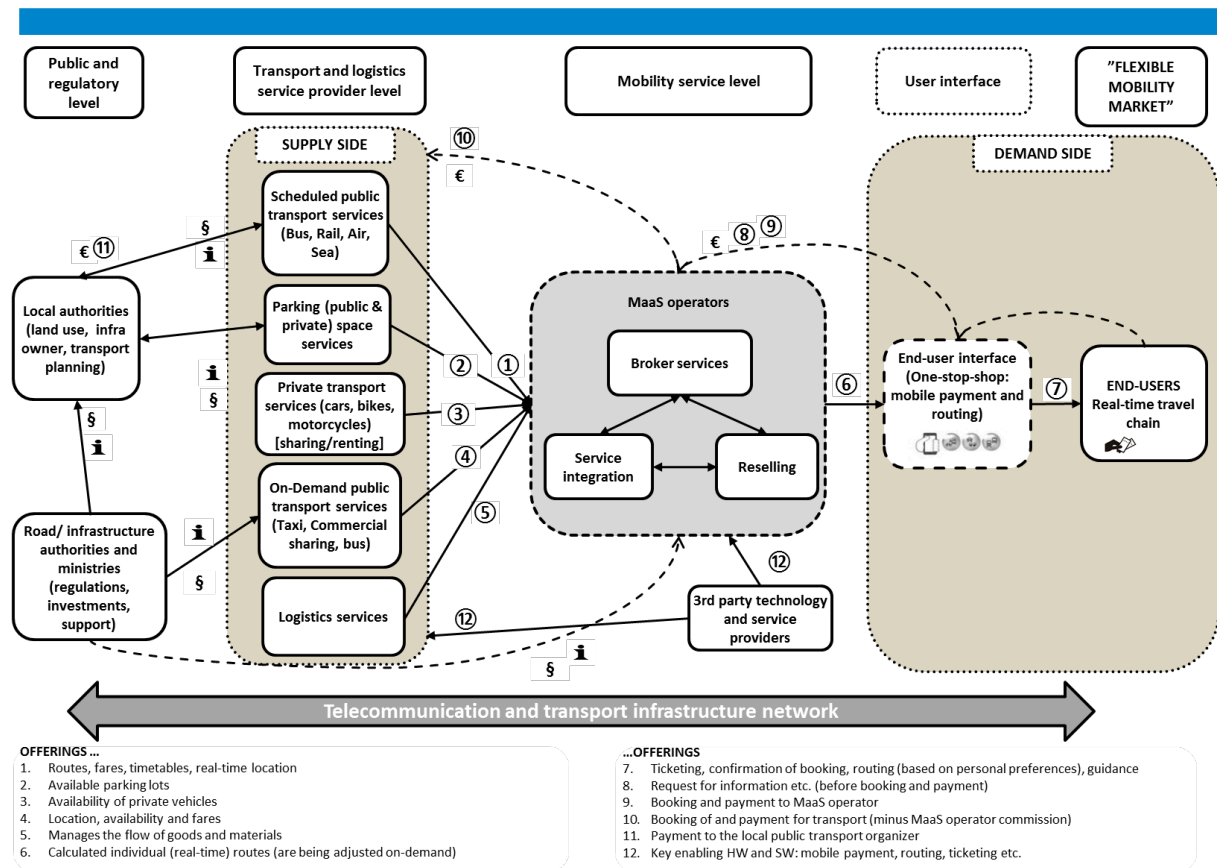 Public and
regulatory
level
Transport and logistics
service provider level
Mobility service level
User interface
”FLEXIBLE
MOBILITY
MARKET”
SUPPLY SIDE
DEMAND SIDE
Scheduled public
transport services
(Bus, Rail, Air,
Sea)
⑩
€
€ ⑧ ⑨
§
i
€ ⑪
Local authorities
(land use, infra
owner, transport
planning)
Parking (public &
private) space
services
MaaS operators
Broker services
Service
integration
Reselling
①
②
③
④
⑤
⑥
⑦
i
§
Private transport
services (cars, bikes,
motorcycles)
[sharing/renting]
End-user interface
(One-stop-shop:
mobile payment and
routing)
END-USERS
Real-time travel
chain
§
i
On-Demand public
transport services
(Taxi, Commercial
sharing, bus)
Road/ infrastructure
authorities and
ministries
(regulations,
investments,
support)
i
§
Logistics services
⑫
⑫
3rd party technology
and service
providers
i
§
Telecommunication and transport infrastructure network
OFFERINGS ...
1. Routes, fares, timetables, real-time location
2. Available parking lots
3. Availability of private vehicles
4. Location, availability and fares
5. Manages the flow of goods and materials
6. Calculated individual (real-time) routes (are being adjusted on-demand)
...OFFERINGS
7. Ticketing, confirmation of booking, routing (based on personal preferences), guidance
8. Request for information etc. (before booking and payment)
9. Booking and payment to MaaS operator
10. Booking of and payment for transport (minus MaaS operator commission)
11. Payment to the local public transport organizer
12. Key enabling HW and SW: mobile payment, routing, ticketing etc.